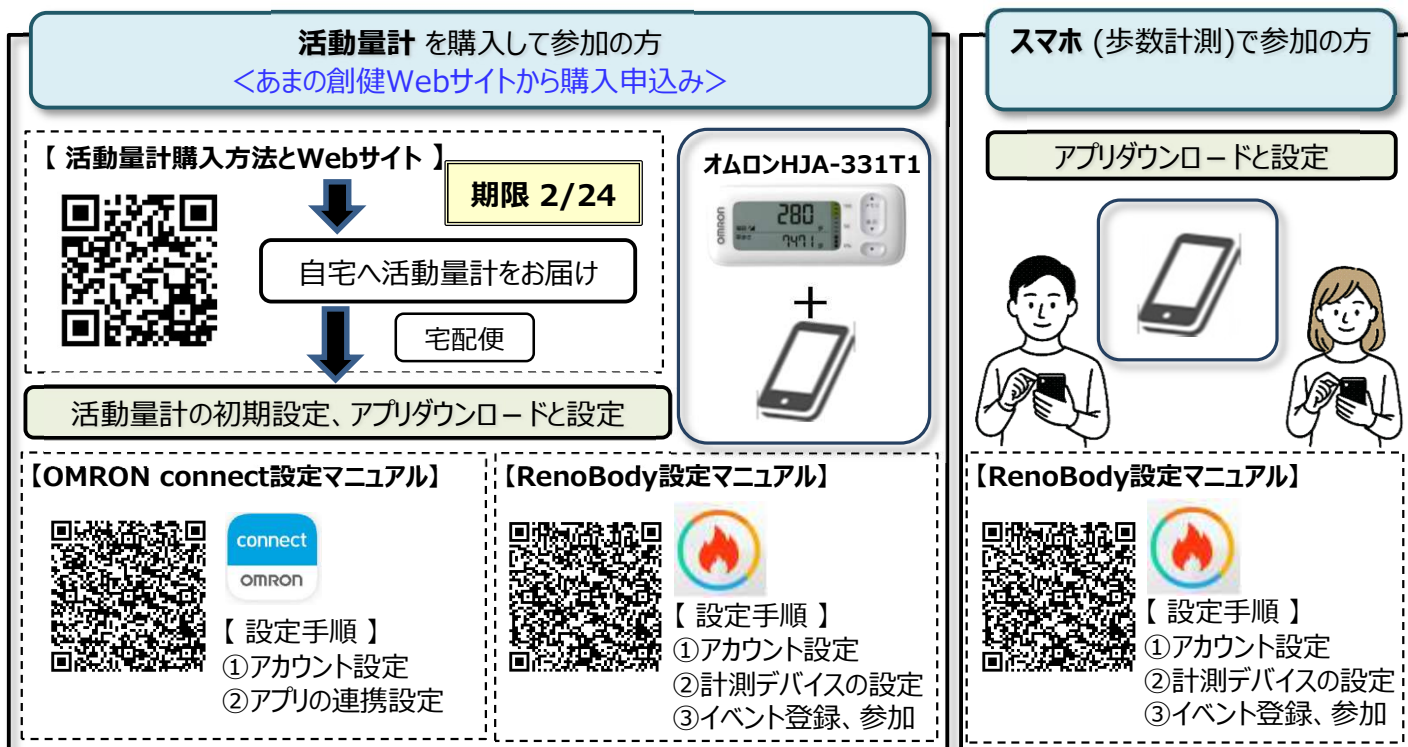 活動量計 を購入して参加の方
<あまの創健Webサイトから購入申込み>
【 活動量計購入方法とWebサイト 】
期限 2/24
自宅へ活動量計をお届け
宅配便
オムロンHJA-331T1
OMRON
280
7471
+
活動量計の初期設定、アプリダウンロードと設定
【OMRON connect設定マニュアル】
connect
OMRON
【 設定手順 】
①アカウント設定
②アプリの連携設定
【RenoBody設定マニュアル】
【 設定手順 】
①アカウント設定
②計測デバイスの設定
③イベント登録、参加
スマホ (歩数計測)で参加の方
アプリダウンロードと設定
【RenoBody設定マニュアル】
【 設定手順 】
①アカウント設定
②計測デバイスの設定
③イベント登録、参加